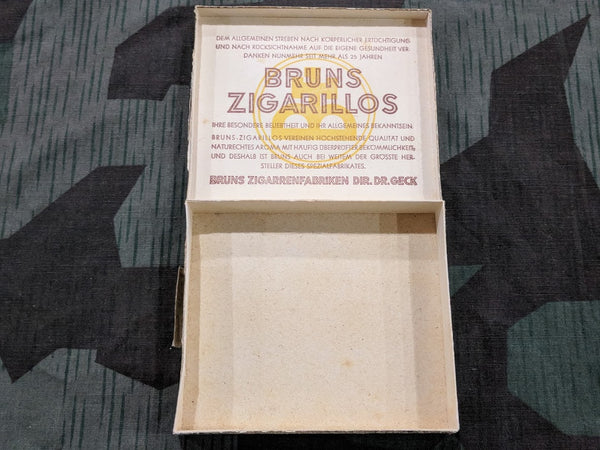 DEM ALLGEMEINEN STREBEN NACH KÖRPERLICHER ERTÜCHTIGUNG
UND NACH RÜCKSICHTNAHME AUF DIE EIGENE GESUNDHEIT VER-
DANKEN NUNMEHR SEIT MEHR ALS 25 JAHREN
BRUNS
ZIGARILLOS
IHRE BESONDERE BELIEBTHEIT UND IHR ALLGEMEINES BEKANNTSEIN:
BRUNS-ZIGARILLOS VEREINEN HOCHSTEHENDE QUALITÄT UND
NATURECHTES AROMA MIT HÄUFIG ÜBERPRÜFTER BEKÖMMLICHKEIT,
UND DESHALB IST BRUNS AUCH BEI WEITEM DER GRÖSSTE HER-
STELLER DIESES SPEZIALFABRIKATES.
BRUNS ZIGARRENFABRIKEN DIR. DR. GECK